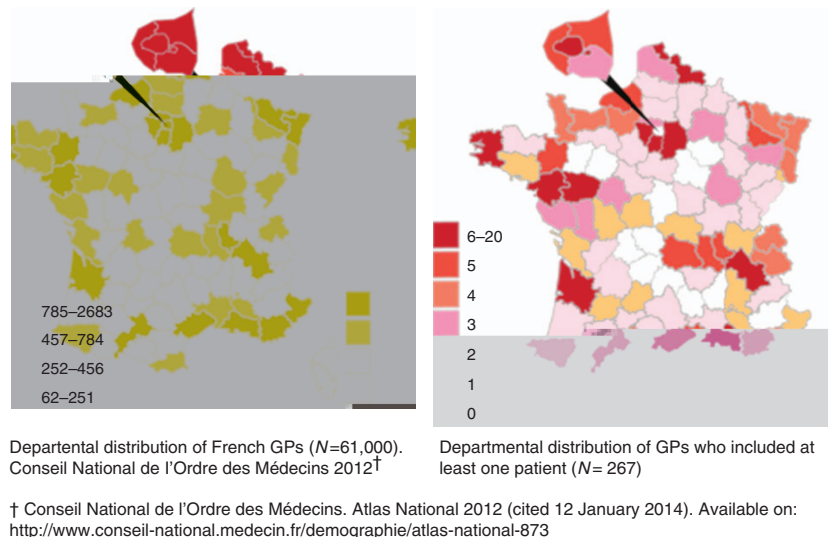 785–2683
457–784
252–456
62–251
6–20
5
4
3
2
1
0
Departental distribution of French GPs (N=61,000).
Conseil National de l'Ordre des Médecins 2012†
Departmental distribution of GPs who included at
least one patient (N= 267)
† Conseil National de l'Ordre des Médecins. Atlas National 2012 (cited 12 January 2014). Available on:
http://www.conseil-national.medecin.fr/demographie/atlas-national-873